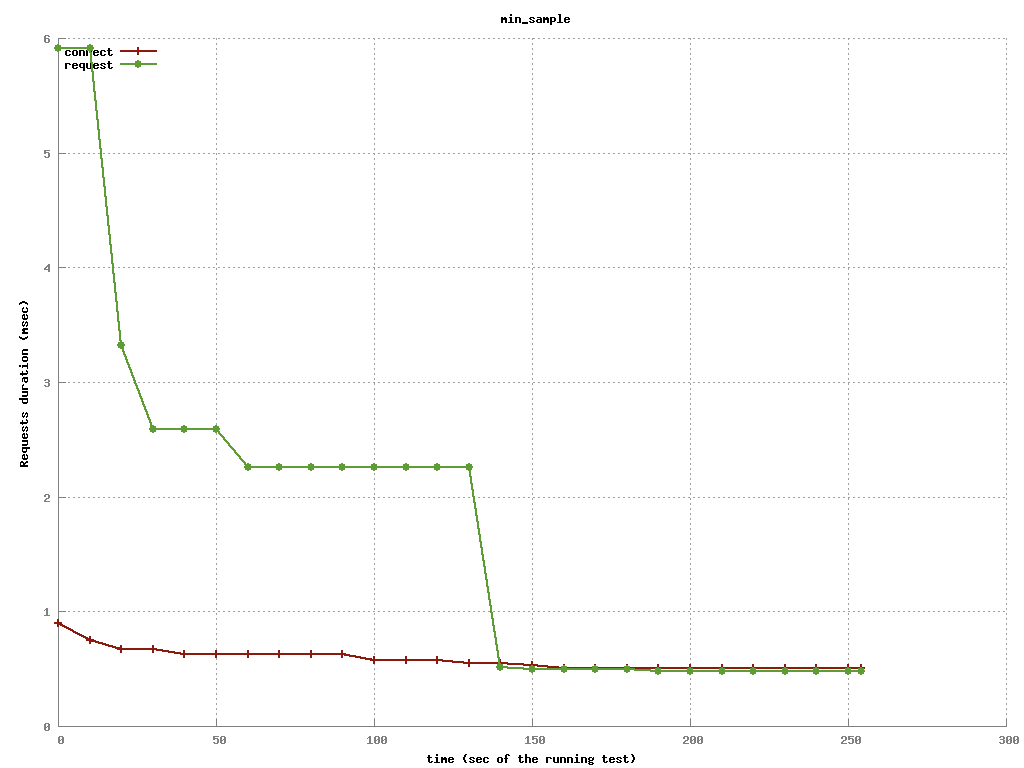 min_sample
connect
request
6
5
4
3
2
1
0
0 50 100 150 200 250 300
Requests duration (msec)
time (sec of the running test)